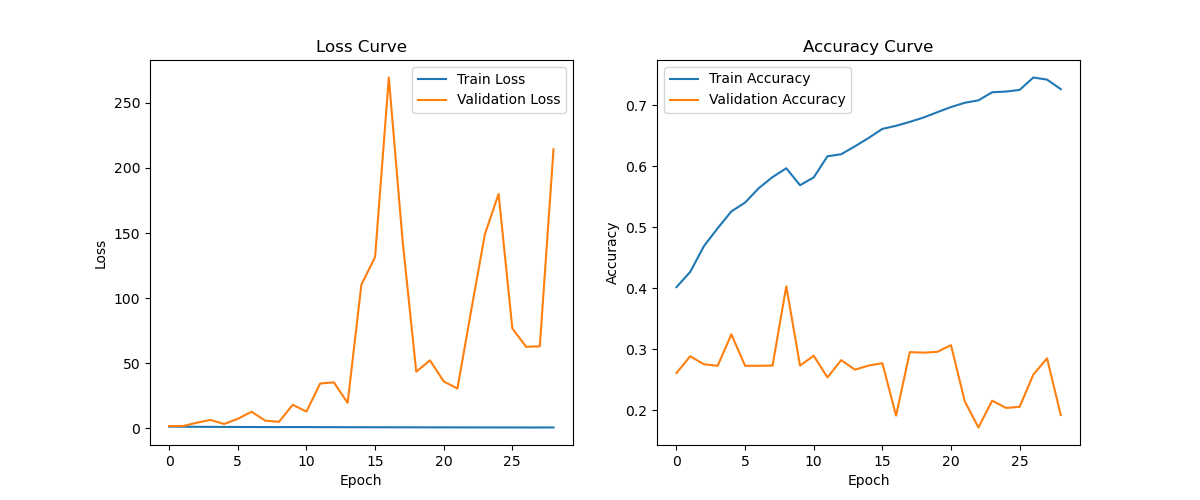 Loss Curve
Train Loss
Validation Loss
250
200
150
100
50
0
Loss
0 5 10 15 20 25
Epoch
Accuracy Curve
Train Accuracy
Validation Accuracy
0.7
0.6
0.5
0.4
0.3
0.2
Accuracy
0 5 10 15 20 25
Epoch